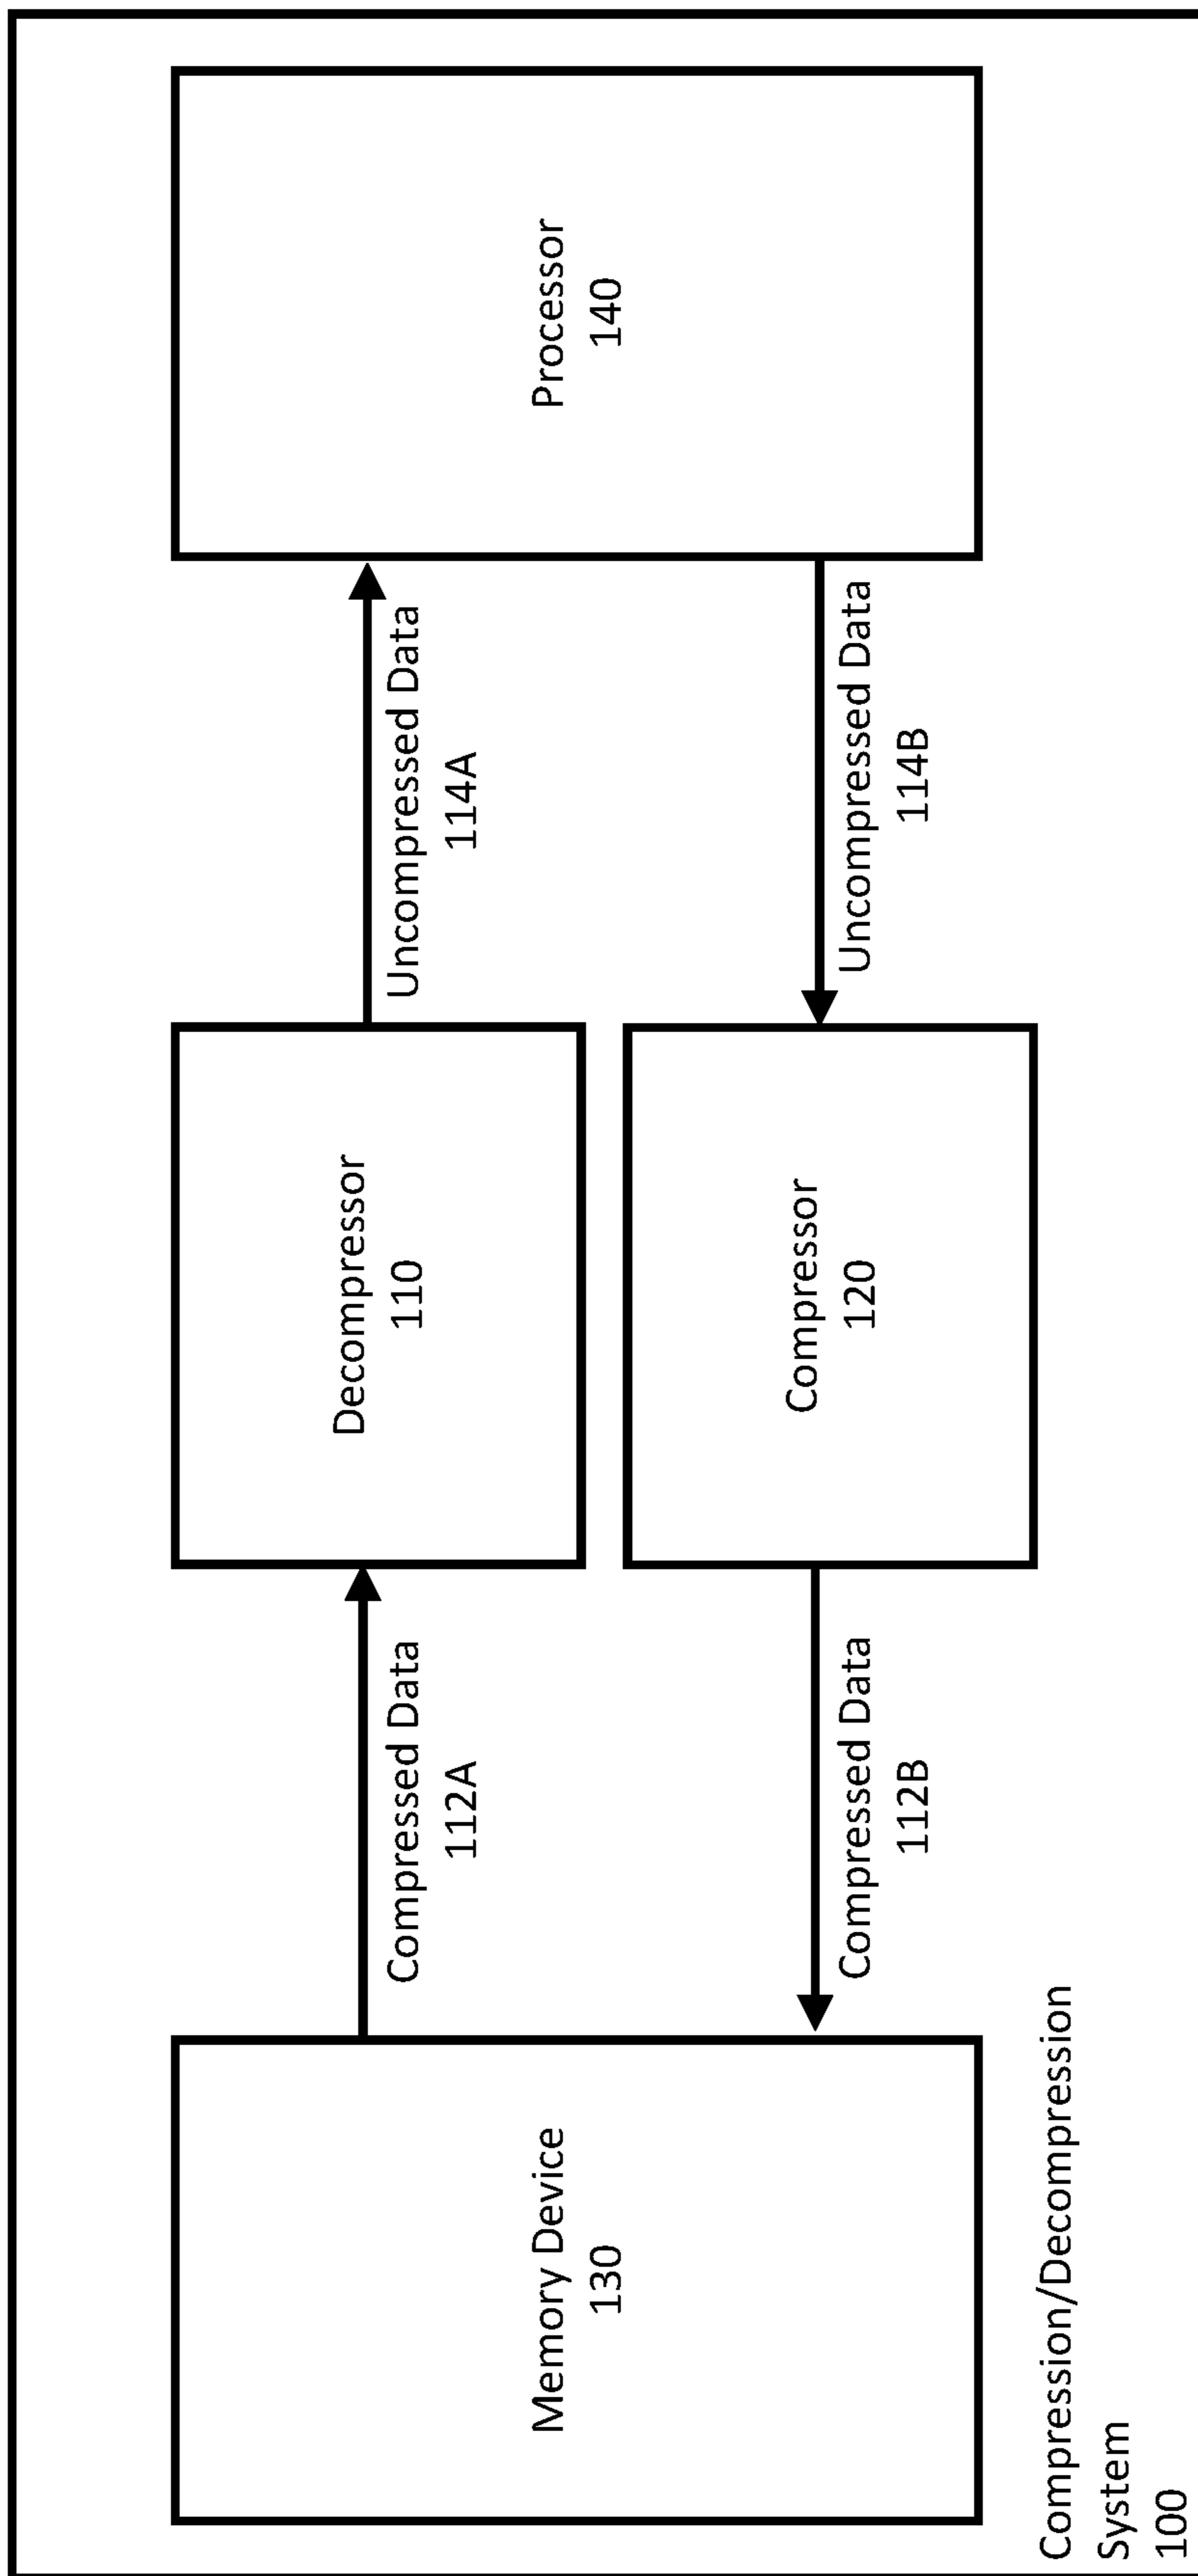 Memory Device
130
Compressed Data
112A
Compressed Data
112B
Decompressor
110
Compressor
120
Uncompressed Data
114A
Uncompressed Data
114B
Processor
140
Compression/Decompression
System
100